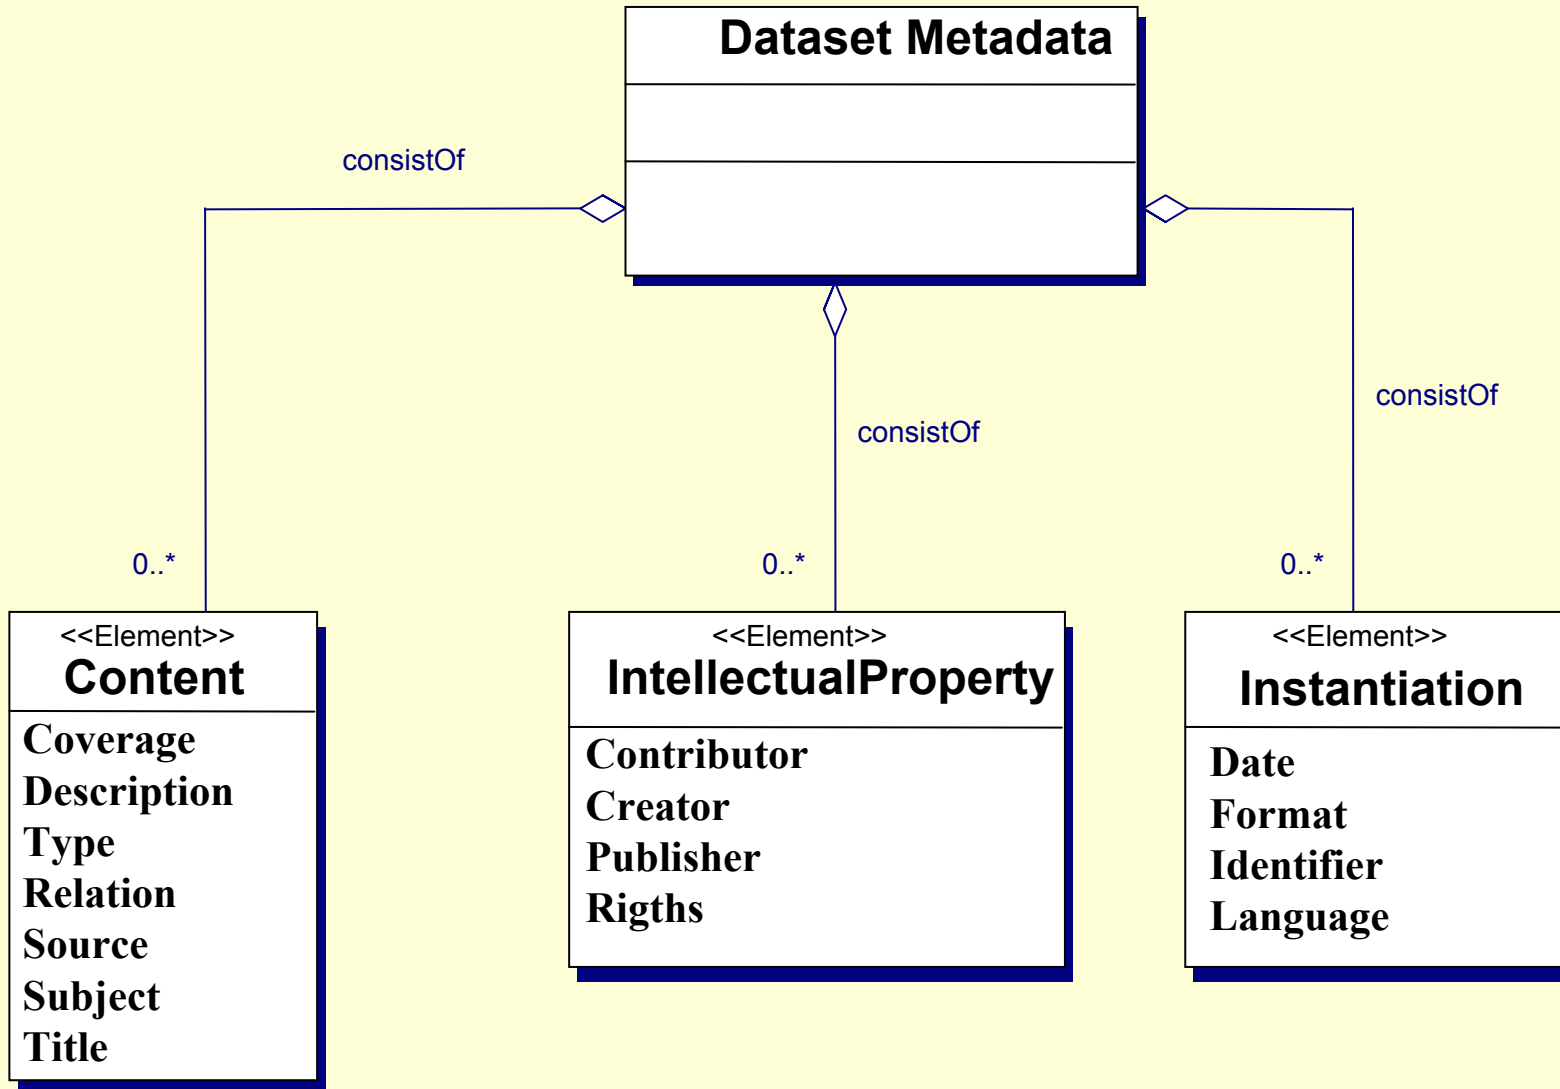 Dataset Metadata
consistOf
consistOf
consistOf
0..*
0..*
0..*
<<Element>>
Content
Coverage
Description
Type
Relation
Source
Subject
Title
<<Element>>
IntellectualProperty
Contributor
Creator
Publisher
Rigths
<<Element>>
Instantiation
Date
Format
Identifier
Language